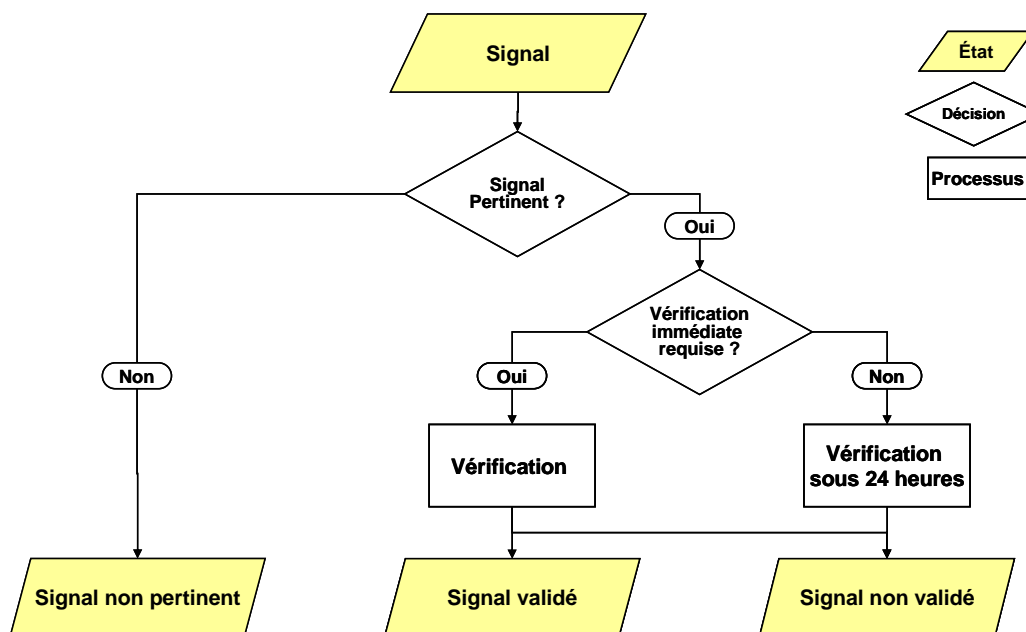 Signal
État
Décision
Processus
Signal
Pertinent ?
Oui
Vérification
immédiate
requise ?
Non
Oui
Non
Vérification
Vérification
sous 24 heures
Signal non pertinent
Signal validé
Signal non validé